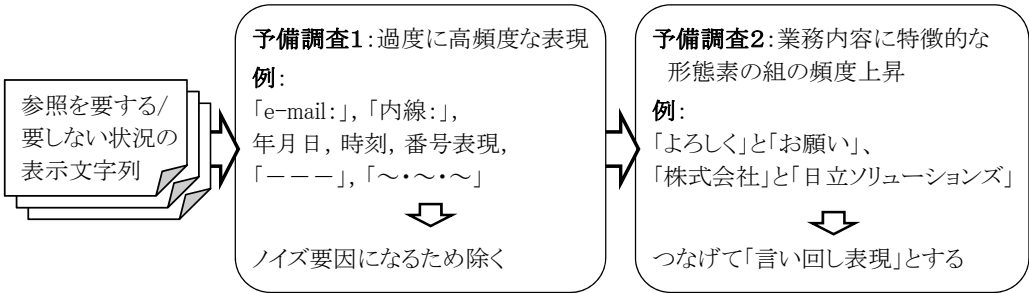 参照を要する/
要しない状況の
表示文字列
予備調査1:過度に高頻度な表現
例:
「e-mail:」, 「内線:」,
年月日, 時刻, 番号表現,
「－－－」, 「～・～・～」
ノイズ要因になるため除く
予備調査2:業務内容に特徴的な
形態素の組の頻度上昇
例:
「よろしく」と「お願い」、
「株式会社」と「日立ソリューションズ」
つなげて「言い回し表現」とする